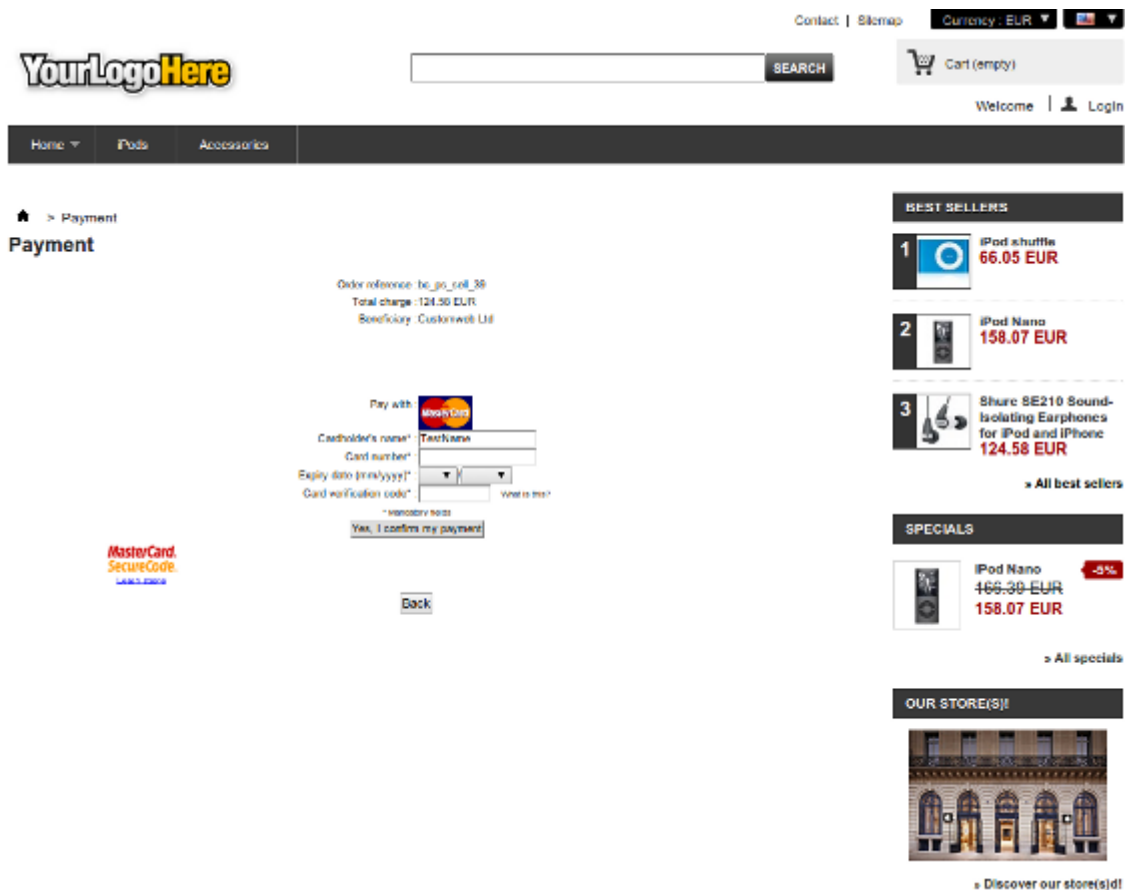 Contact | Sitemap Currency : EUR ▼
YourLogoHere
SEARCH
Cart (empty)
Welcome | Login
Home iPods Accessories
> Payment
Payment
Order reference : bc_ps_sell_39
Total charge : 124.58 EUR
Beneficiary : Customweb Ltd
Pay with : MasterCard
Cardholder's name* : TestName
Card number* :
Expiry date (mm/yyyy)* : /
Card verification code* : What is this?
* Mandatory fields
Yes, I confirm my payment
MasterCard.
SecureCode.
Learn more
Back
BEST SELLERS
1 iPod shuffle
66.05 EUR
2 iPod Nano
158.07 EUR
3 Shure SE210 Sound-
Isolating Earphones
for iPod and iPhone
124.58 EUR
» All best sellers
SPECIALS
iPod Nano -5%
166.39 EUR
158.07 EUR
» All specials
OUR STORE(S)!
» Discover our store(s)d!